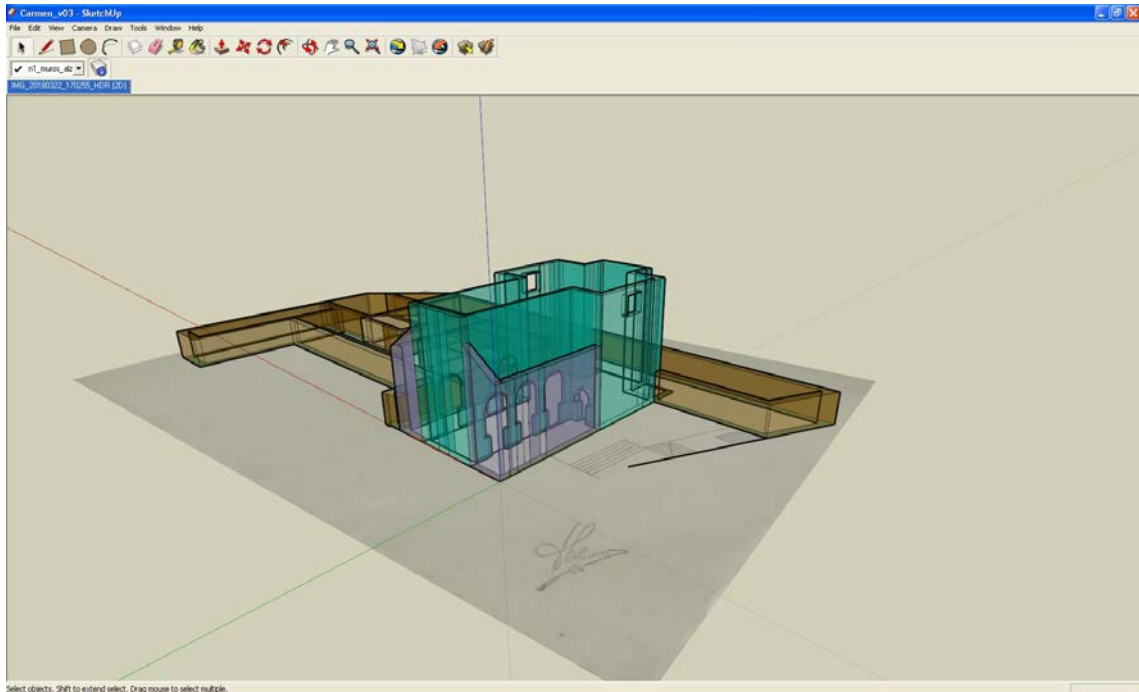 Carmen_v03 - SketchUp
File Edit View Camera Draw Tools Window Help
n1_muros_alz
IMG_20180322_170255_HDR (2D)
Select objects. Shift to extend select. Drag mouse to select multiple.